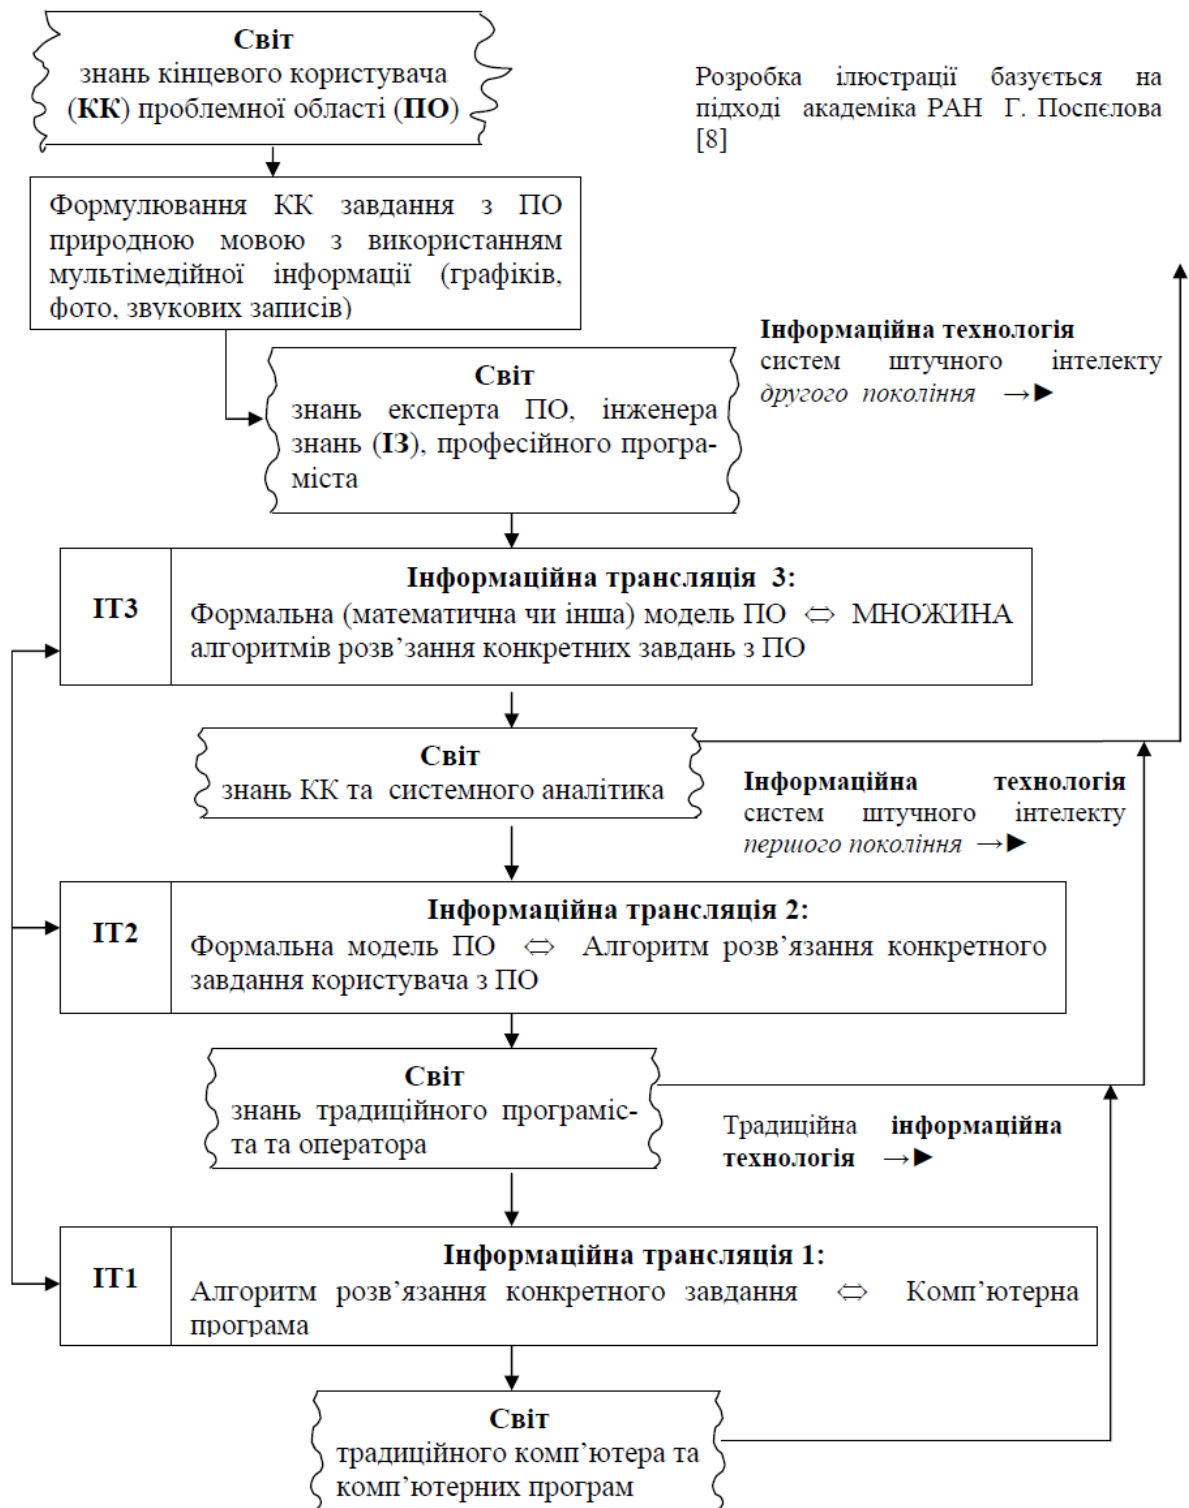 Світ
знань кінцевого користувача
(КК) проблемної області (ПО)
Розробка ілюстрації базується на
підході академіка РАН Г. Поспєлова
[8]
Формулювання КК завдання з ПО
природною мовою з використанням
мультімедійної інформації (графіків,
фото, звукових записів)
Інформаційна технологія
систем штучного інтелекту
другого покоління →►
Світ
знань експерта ПО, інженера
знань (ІЗ), професійного програ-
міста
ІТ3
Інформаційна трансляція 3:
Формальна (математична чи інша) модель ПО ⇔ МНОЖИНА
алгоритмів розв’зання конкретних завдань з ПО
Світ
знань КК та системного аналітика
Інформаційна технологія
систем штучного інтелекту
першого покоління →►
ІТ2
Інформаційна трансляція 2:
Формальна модель ПО ⇔ Алгоритм розв’язання конкретного
завдання користувача з ПО
Світ
знань традиційного програміс-
та та оператора
Традиційна інформаційна
технологія →►
ІТ1
Інформаційна трансляція 1:
Алгоритм розв’язання конкретного завдання ⇔ Комп’ютерна
програма
Світ
традиційного комп’ютера та
комп’ютерних програм